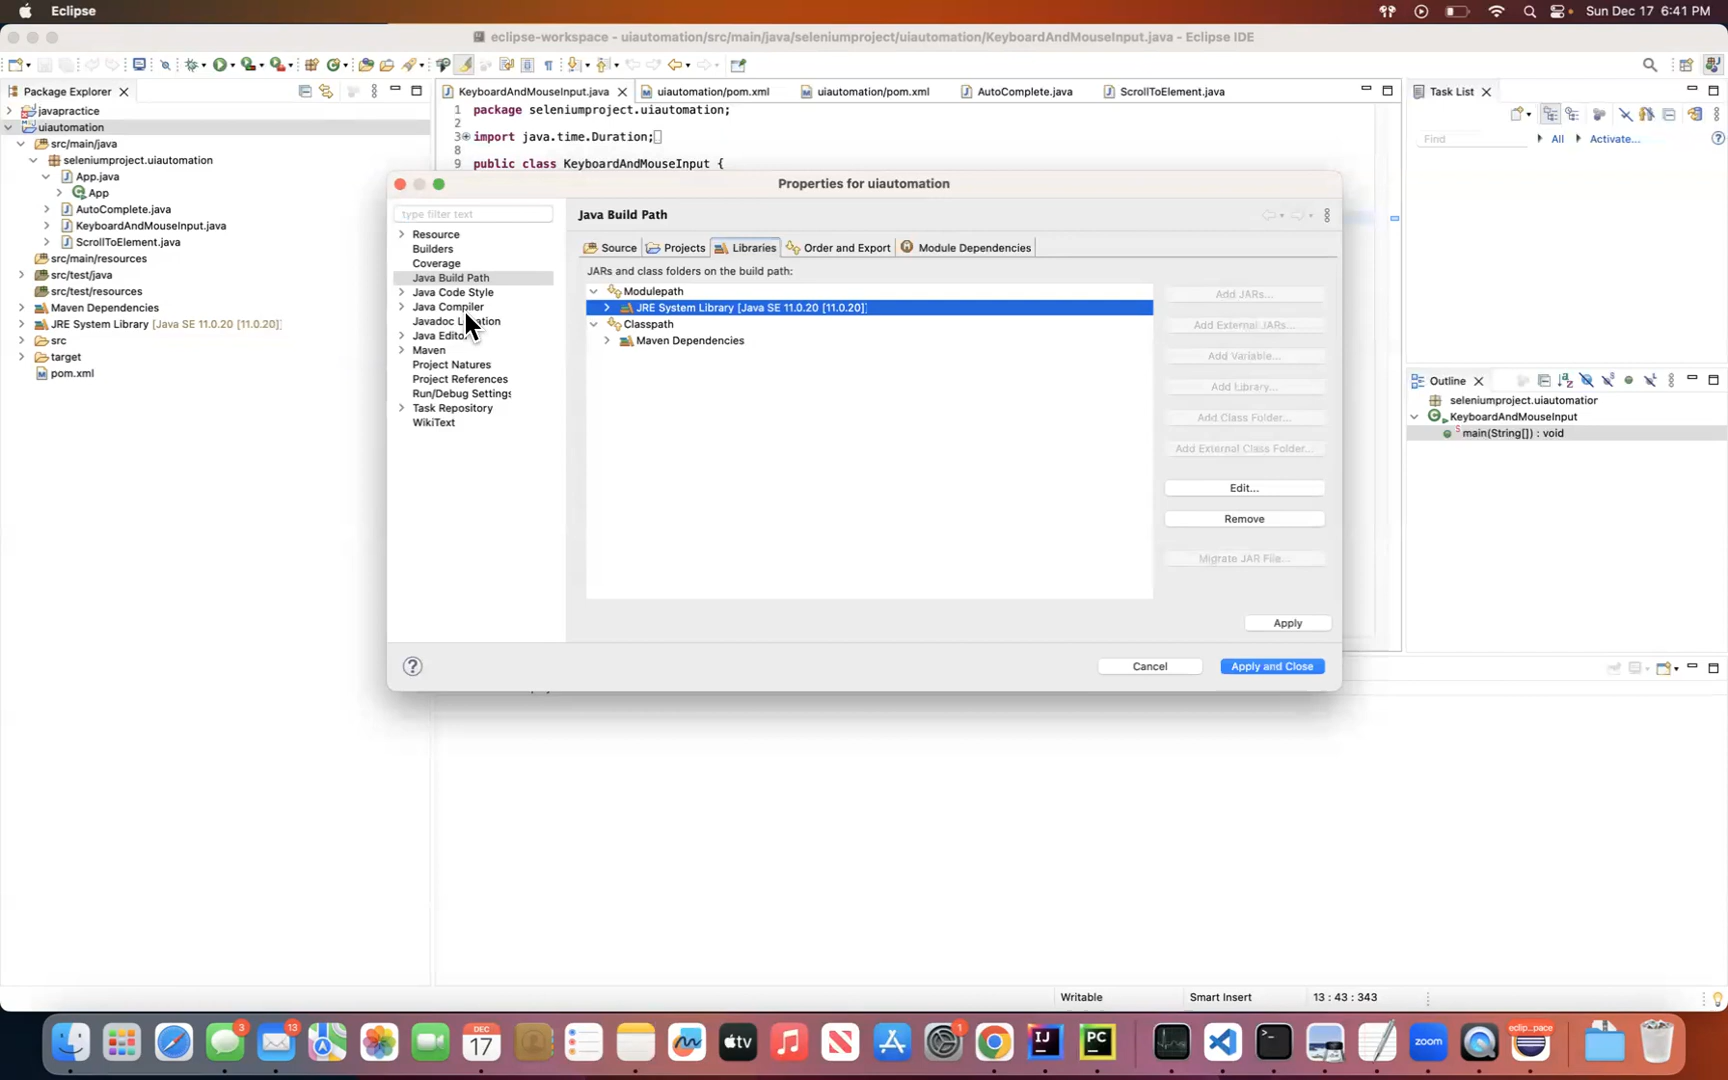 Eclipse
Sun Dec 17 6:41 PM
eclipse-workspace - uiautomation/src/main/java/seleniumproject/uiautomation/KeyboardAndMouseInput.java - Eclipse IDE
Package Explorer
KeyboardAndMouseInput.java
uiautomation/pom.xml
uiautomation/pom.xml
AutoComplete.java
ScrollToElement.java
Task List
javapractice
uiautomation
src/main/java
seleniumproject.uiautomation
App.java
App
AutoComplete.java
KeyboardAndMouseInput.java
ScrollToElement.java
src/main/resources
src/test/java
src/test/resources
Maven Dependencies
JRE System Library [Java SE 11.0.20 [11.0.20]]
src
target
pom.xml
1 package seleniumproject.uiautomation;
2
3 import java.time.Duration;
8
9 public class KeyboardAndMouseInput {
Find
All
Activate...
Properties for uiautomation
type filter text
Resource
Builders
Coverage
Java Build Path
Java Code Style
Java Compiler
Javadoc Location
Java Editor
Maven
Project Natures
Project References
Run/Debug Settings
Task Repository
WikiText
Java Build Path
Source
Projects
Libraries
Order and Export
Module Dependencies
JARs and class folders on the build path:
Modulepath
JRE System Library [Java SE 11.0.20 [11.0.20]]
Classpath
Maven Dependencies
Add JARs...
Add External JARs...
Add Variable...
Add Library...
Add Class Folder...
Add External Class Folder...
Edit...
Remove
Migrate JAR File...
Apply
Cancel
Apply and Close
Outline
seleniumproject.uiautomation
KeyboardAndMouseInput
main(String[]) : void
Writable
Smart Insert
13 : 43 : 343
3
13
DEC
17
tv
1
IJ
PC
zoom
eclip...pace